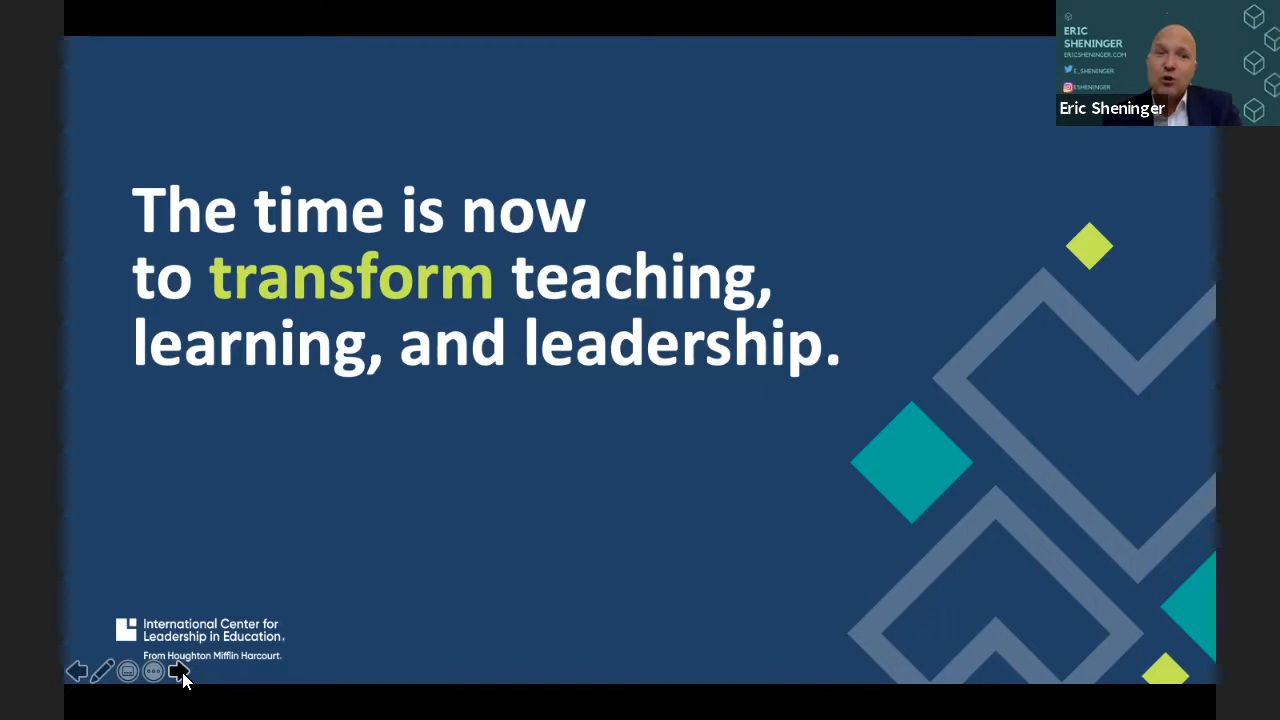 The time is now
to transform teaching,
learning, and leadership.
International Center for
Leadership in Education.
From Houghton Mifflin Harcourt.
ERIC
SHENINGER
ERICSHENINGER.COM
E_SHENINGER
ESHENINGER
Eric Sheninger